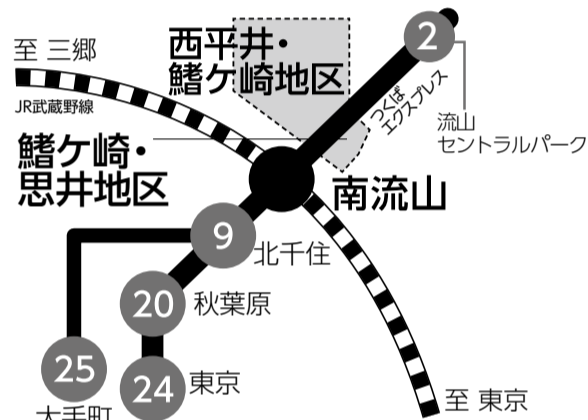 至 三郷
西平井・
鰭ケ崎地区
2
JR武蔵野線
つくば
エクスプレス
流山
セントラルパーク
鰭ケ崎・
思井地区
南流山
9
北千住
20
秋葉原
25
大手町
24
東京
至 東京